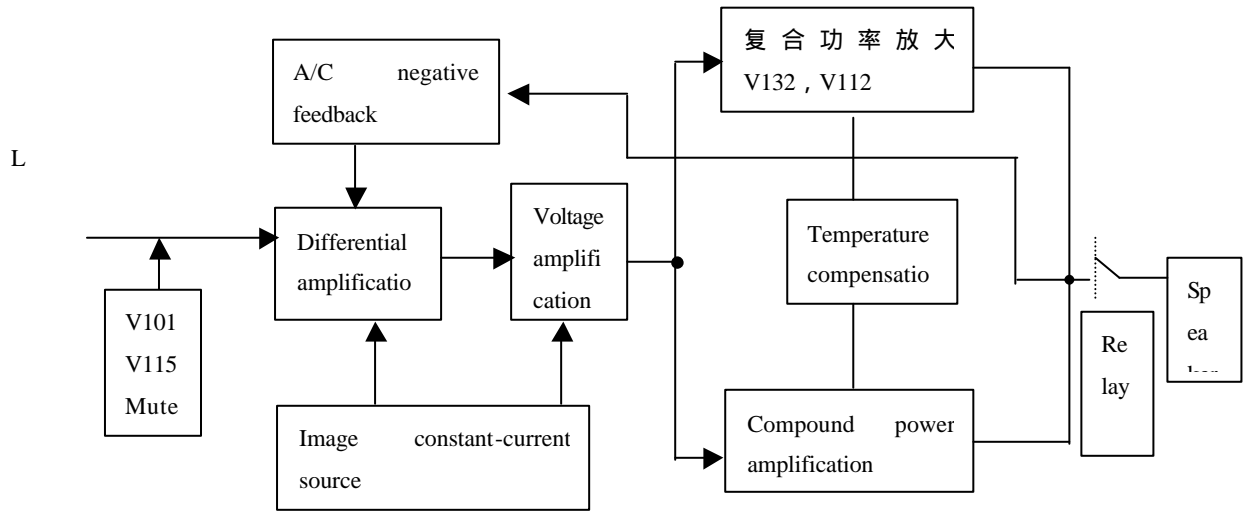 复合功率放大
V132 , V112
A/C negative
feedback
L
Voltage
amplifi
cation
Differential
amplificatio
Temperature
compensatio
V101
V115
Mute
Sp
ea
Re
lay
Image constant-current
source
Compound power
amplification